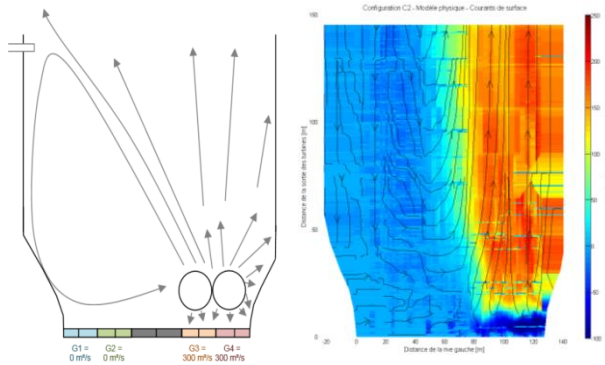 G1 =
0 m³/s
G2 =
0 m³/s
G3 =
300 m³/s
G4 =
300 m³/s
Configuration C2 - Modèle physique - Courants de surface
Distance de la sortie des turbines [m]
150
100
50
0
-20
0
20
40
60
80
100
120
140
Distance de la rive gauche [m]
250
200
150
100
50
0
-50
-100